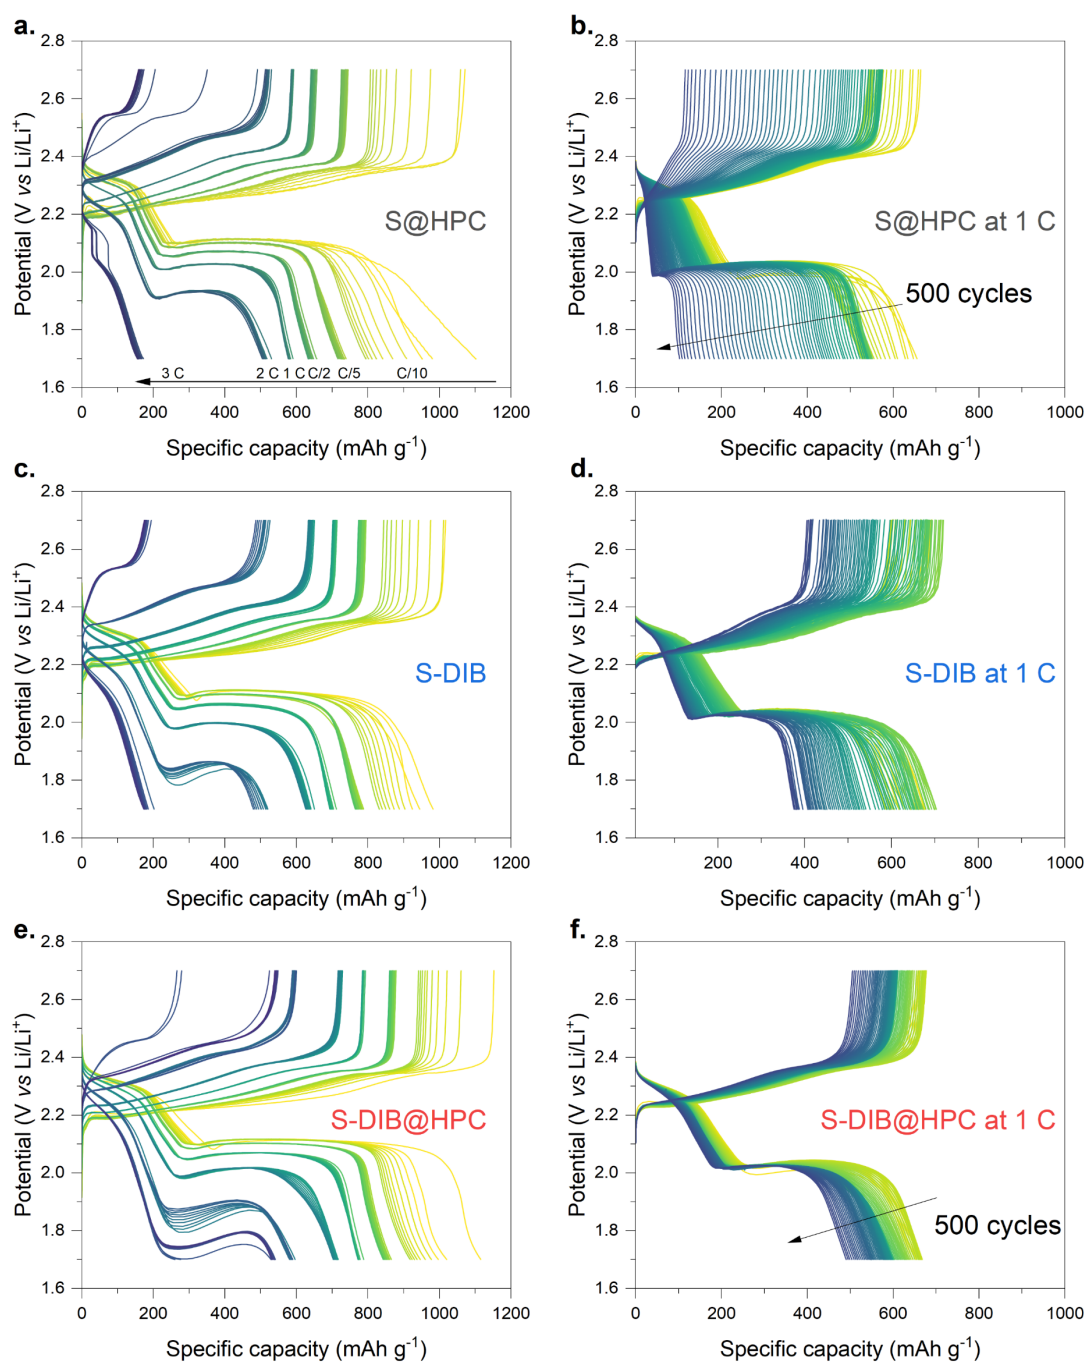 a.
2.8
2.6
2.4
2.2
2.0
1.8
1.6
Potential (V vs Li/Li⁺)
S@HPC
3 C
2 C
1 C
C/2
C/5
C/10
0
200
400
600
800
1000
1200
Specific capacity (mAh g⁻¹)
b.
2.8
2.6
2.4
2.2
2.0
1.8
1.6
Potential (V vs Li/Li⁺)
S@HPC at 1 C
500 cycles
0
200
400
600
800
1000
Specific capacity (mAh g⁻¹)
c.
2.8
2.6
2.4
2.2
2.0
1.8
1.6
Potential (V vs Li/Li⁺)
S-DIB
0
200
400
600
800
1000
1200
Specific capacity (mAh g⁻¹)
d.
2.8
2.6
2.4
2.2
2.0
1.8
1.6
Potential (V vs Li/Li⁺)
S-DIB at 1 C
200
400
600
800
1000
Specific capacity (mAh g⁻¹)
e.
2.8
2.6
2.4
2.2
2.0
1.8
1.6
Potential (V vs Li/Li⁺)
S-DIB@HPC
0
200
400
600
800
1000
1200
Specific capacity (mAh g⁻¹)
f.
2.8
2.6
2.4
2.2
2.0
1.8
1.6
Potential (V vs Li/Li⁺)
S-DIB@HPC at 1 C
500 cycles
0
200
400
600
800
1000
Specific capacity (mAh g⁻¹)